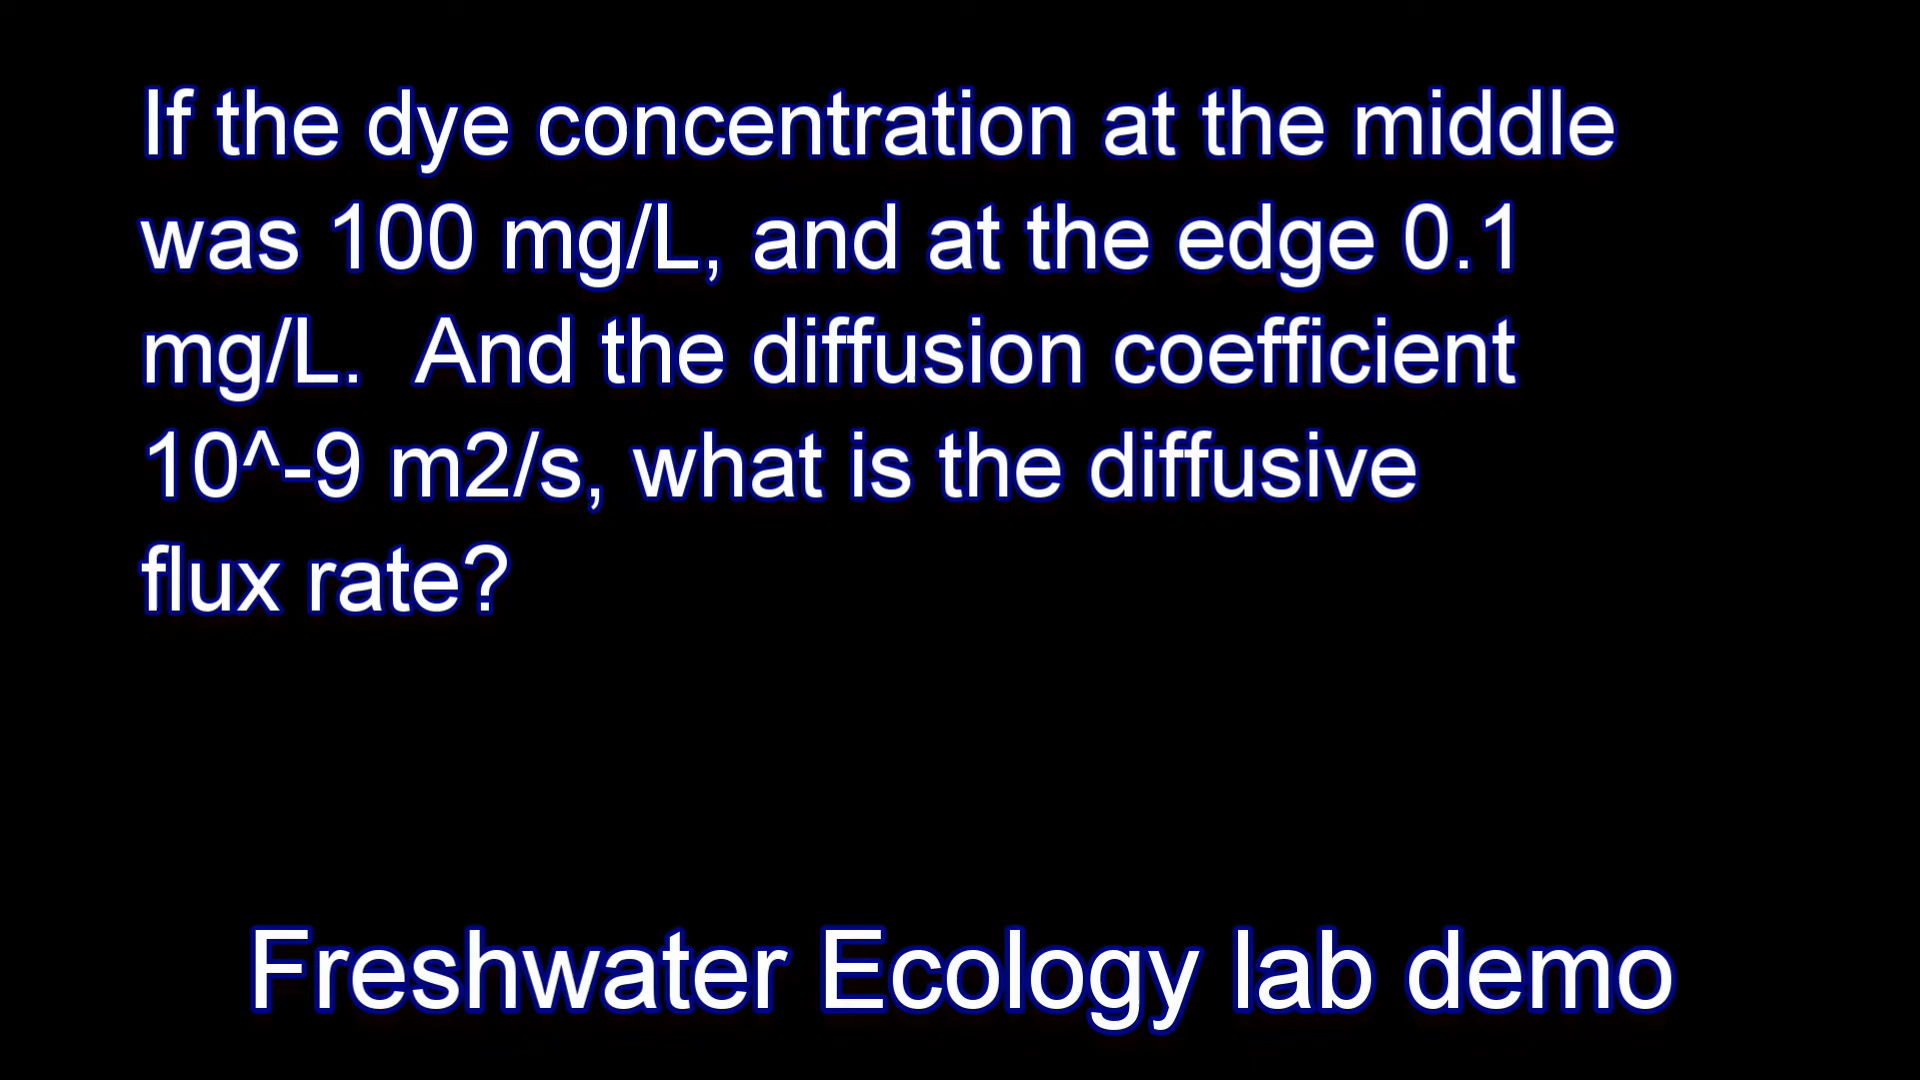 If the dye concentration at the middle
was 100 mg/L, and at the edge 0.1
mg/L.  And the diffusion coefficient
10^-9 m2/s, what is the diffusive
flux rate?
Freshwater Ecology lab demo